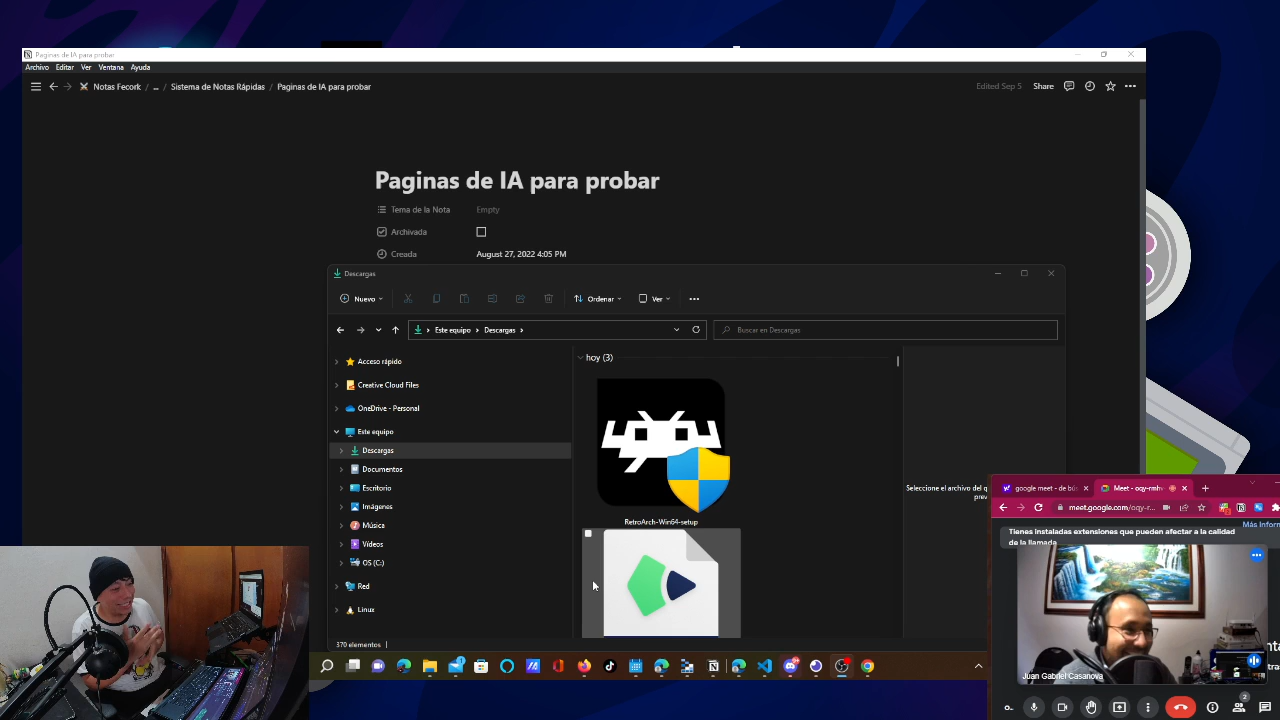 Paginas de IA para probar
Archivo Editar Ver Ventana Ayuda
Notas Fecork / ... / Sistema de Notas Rápidas / Paginas de IA para probar
Edited Sep 5 Share
Paginas de IA para probar
Tema de la Nota Empty
Archivada
Creada August 27, 2022 4:05 PM
Descargas
Nuevo Ordenar Ver
Este equipo Descargas
Buscar en Descargas
Acceso rápido
Creative Cloud Files
OneDrive - Personal
Este equipo
Descargas
Documentos
Escritorio
Imágenes
Música
Vídeos
OS (C:)
Red
Linux
370 elementos
hoy (3)
RetroArch-Win64-setup
Seleccione el archivo del q
prev
google meet - de bús
Meet - oqy-rmh
meet.google.com/oqy-r...
Más Inform
Tienes instaladas extensiones que pueden afectar a la calidad
de la llamada
Juan Gabriel Casanova
2